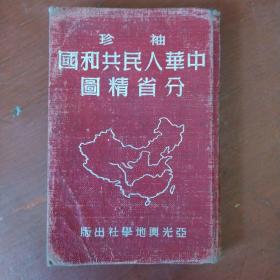 袖珍
中華人民共和國
分省精圖
亞光輿地學社出版